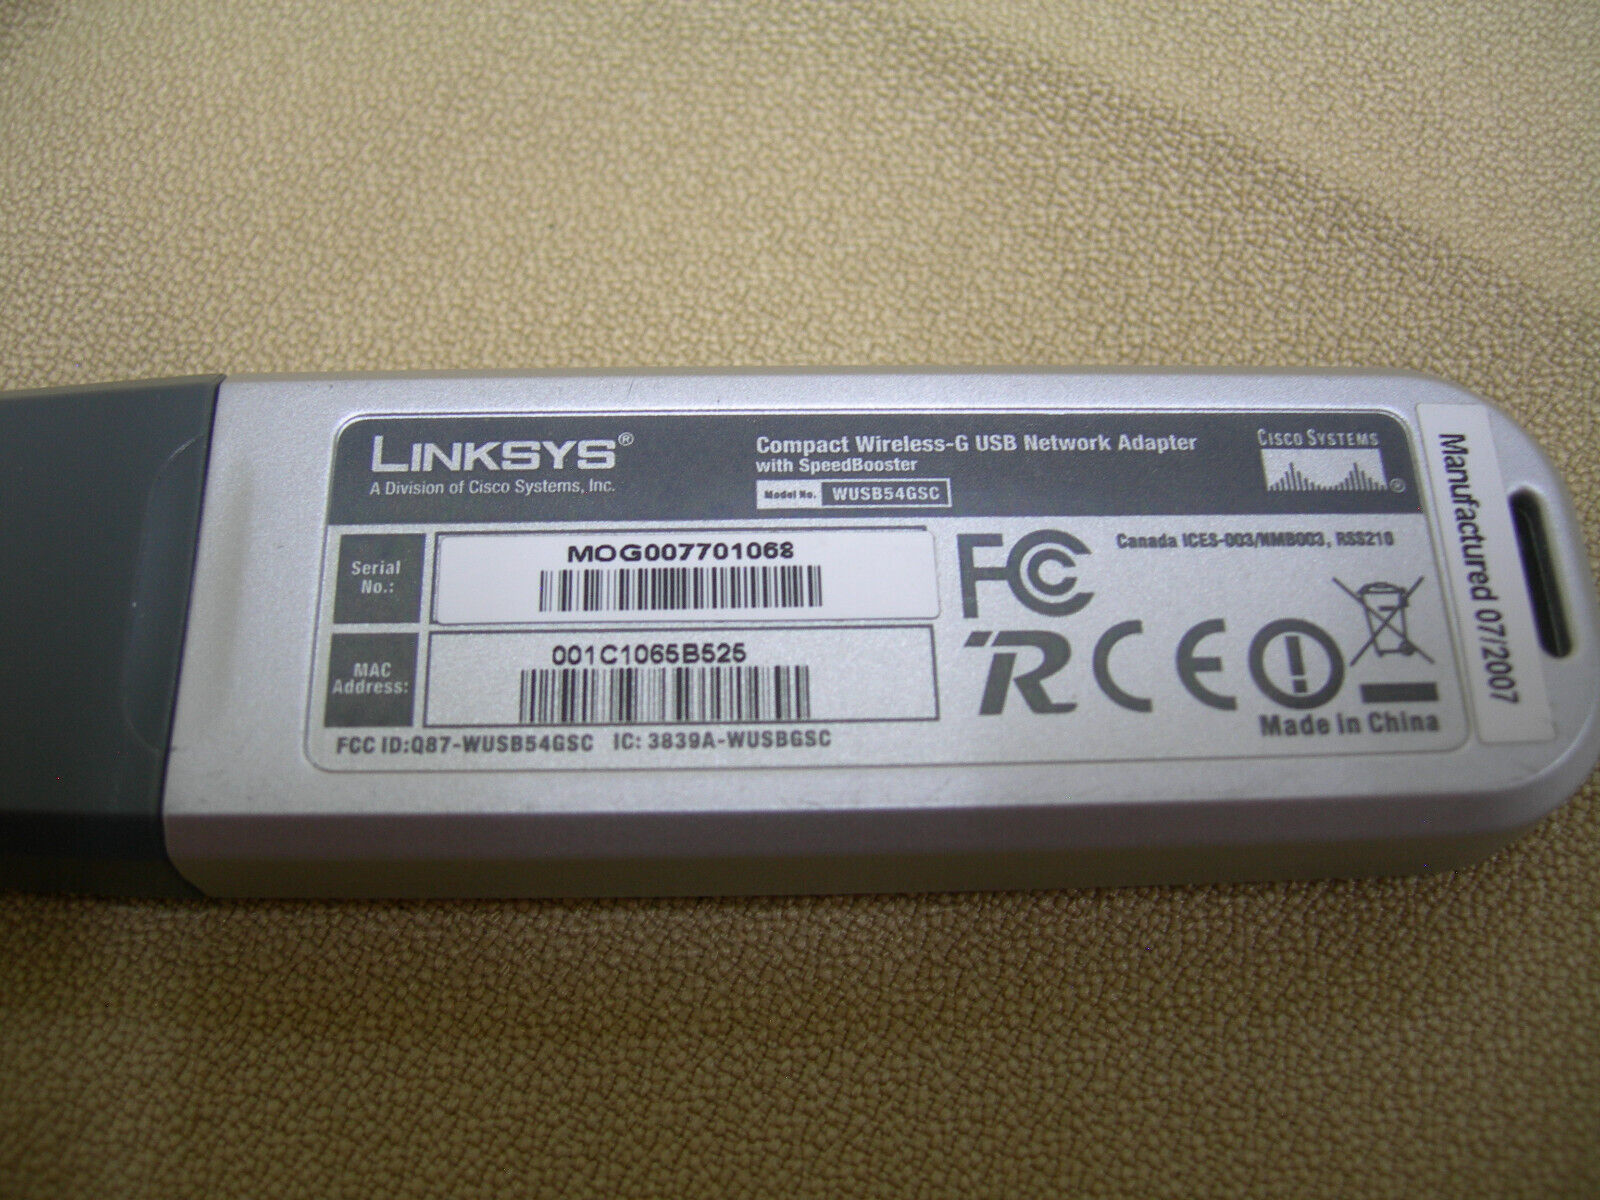 LINKSYS®
A Division of Cisco Systems, Inc.
Compact Wireless-G USB Network Adapter
with SpeedBooster
Model No. WUSB54GSC
CISCO SYSTEMS
®
Serial
No.:
MOG007701068
MAC
Address:
001C1065B525
FCC ID:Q87-WUSB54GSC IC: 3839A-WUSBGSC
FC
Canada ICES-003/NMB003, RSS210
R CE
Made in China
Manufactured 07/2007